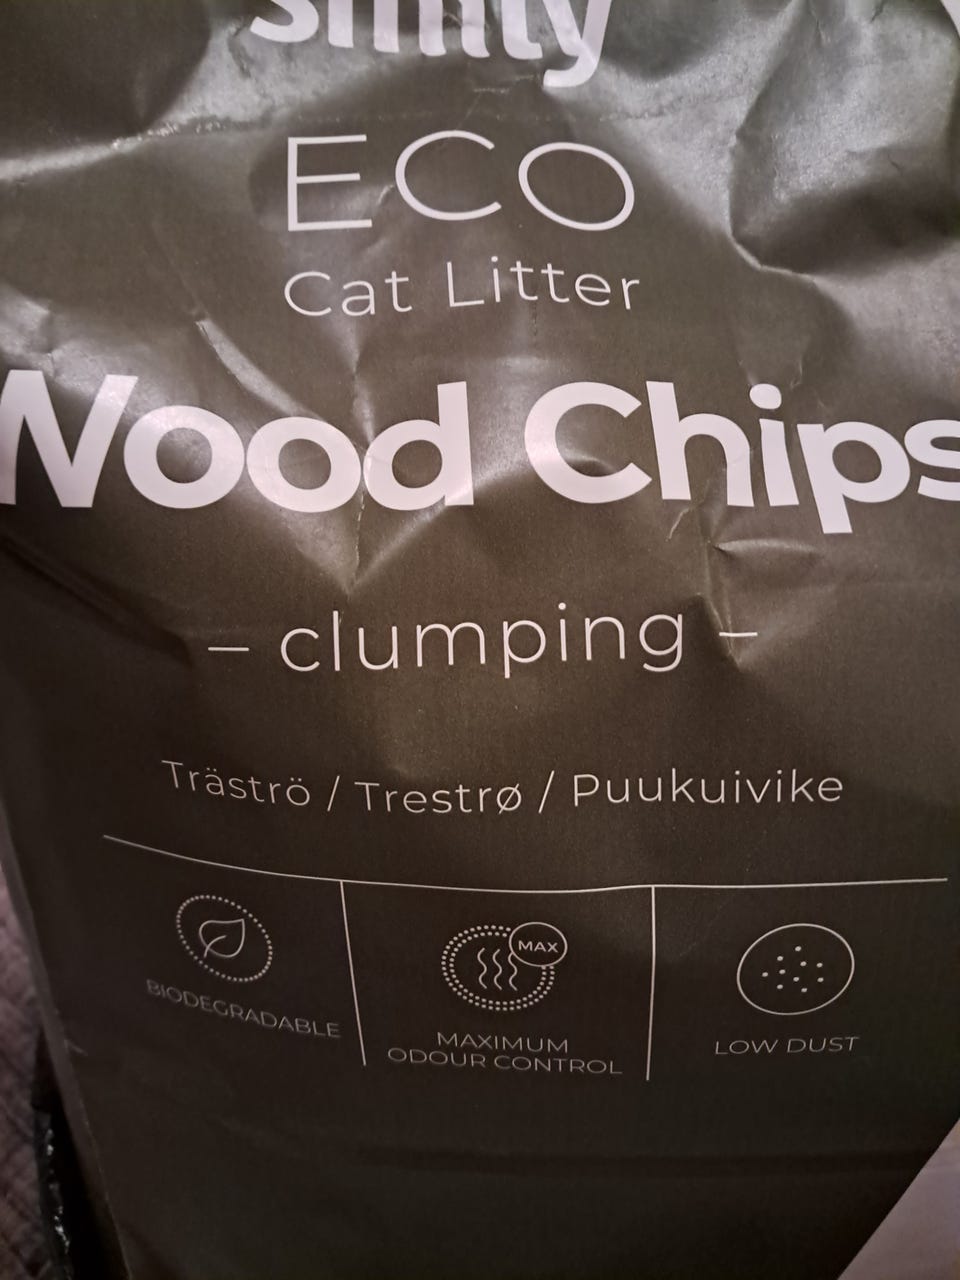 ECO
Cat Litter
Wood Chips
– clumping –
Träströ / Trestrø / Puukuivike
BIODEGRADABLE
MAX
MAXIMUM
ODOUR CONTROL
LOW DUST